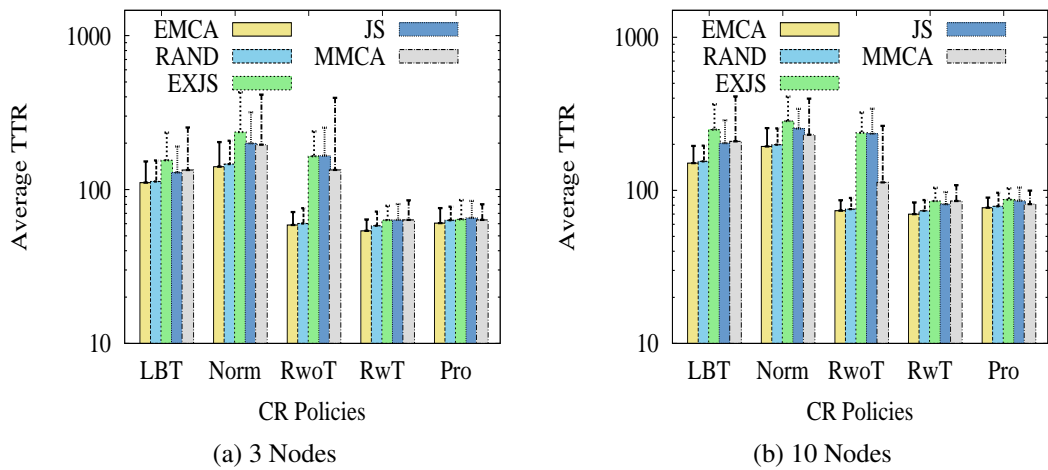 1000
100
10
Average TTR
EMCA
RAND
EXJS
JS
MMCA
LBT Norm RwoT RwT Pro
CR Policies
(a) 3 Nodes
1000
100
10
Average TTR
EMCA
RAND
EXJS
JS
MMCA
LBT Norm RwoT RwT Pro
CR Policies
(b) 10 Nodes